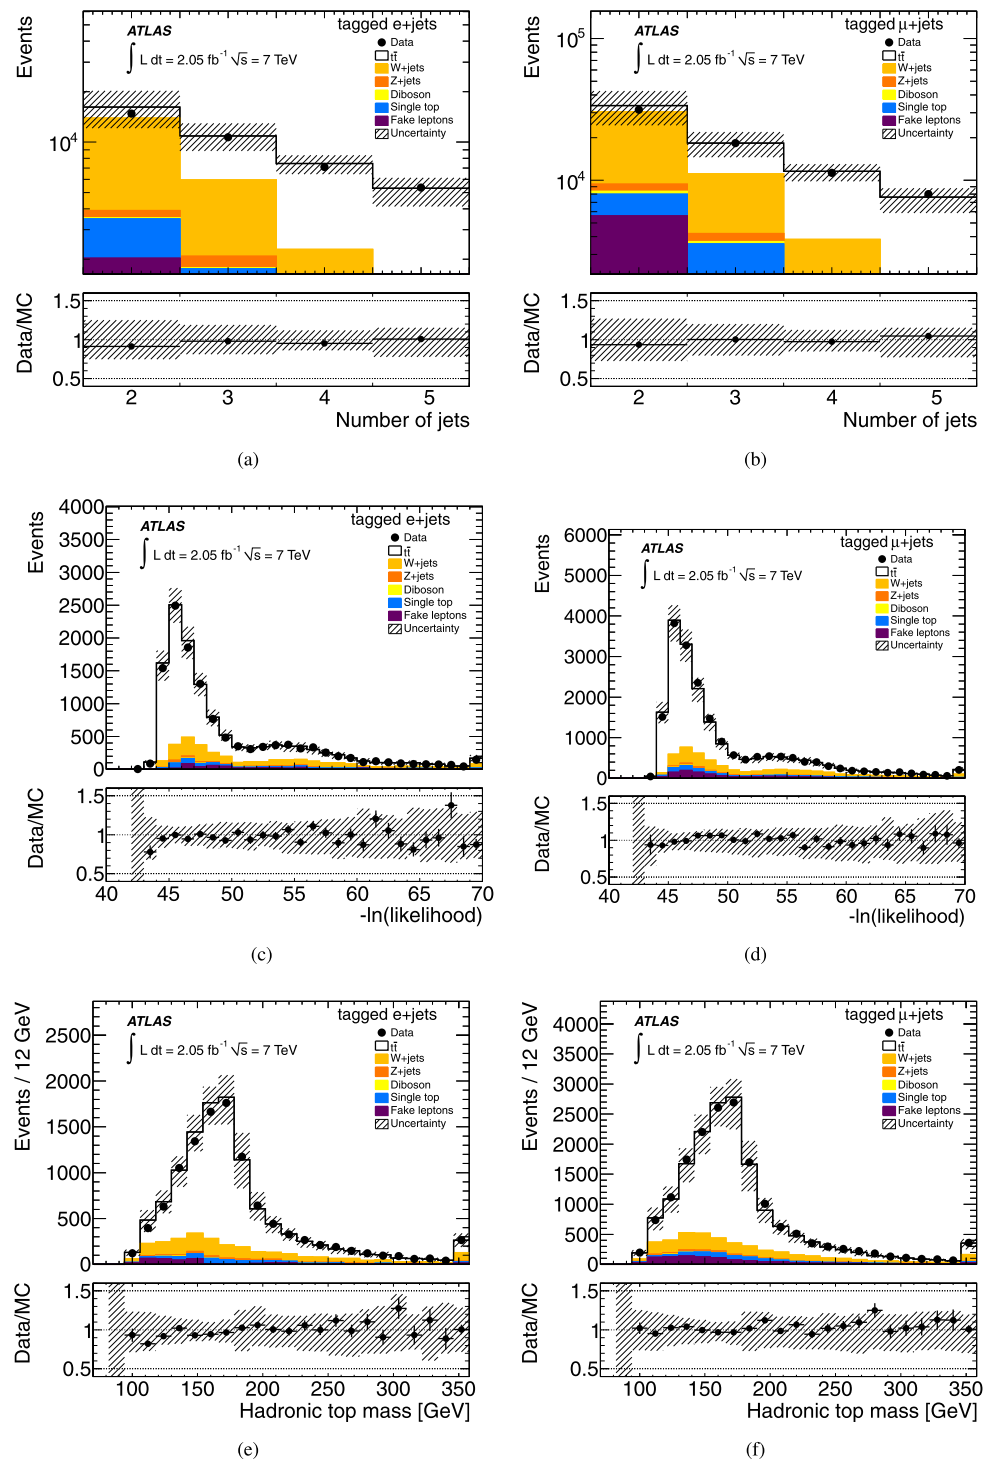 Events
ATLAS
∫ L dt = 2.05 fb⁻¹ √s = 7 TeV
tagged e+jets
Data
tt̄
W+jets
Z+jets
Diboson
Single top
Fake leptons
Uncertainty
10⁴
Data/MC
1.5
1
0.5
2 3 4 5
Number of jets
(a)
Events
ATLAS
∫ L dt = 2.05 fb⁻¹ √s = 7 TeV
tagged μ+jets
Data
tt̄
W+jets
Z+jets
Diboson
Single top
Fake leptons
Uncertainty
10⁵
10⁴
Data/MC
1.5
1
0.5
2 3 4 5
Number of jets
(b)
Events
4000
3500
3000
2500
2000
1500
1000
500
0
ATLAS
∫ L dt = 2.05 fb⁻¹ √s = 7 TeV
tagged e+jets
Data
tt̄
W+jets
Z+jets
Diboson
Single top
Fake leptons
Uncertainty
Data/MC
1.5
1
0.5
40 45 50 55 60 65 70
-ln(likelihood)
(c)
Events
6000
5000
4000
3000
2000
1000
0
ATLAS
∫ L dt = 2.05 fb⁻¹ √s = 7 TeV
tagged μ+jets
Data
tt̄
W+jets
Z+jets
Diboson
Single top
Fake leptons
Uncertainty
Data/MC
1.5
1
0.5
40 45 50 55 60 65 70
-ln(likelihood)
(d)
Events / 12 GeV
2500
2000
1500
1000
500
0
ATLAS
∫ L dt = 2.05 fb⁻¹ √s = 7 TeV
tagged e+jets
Data
tt̄
W+jets
Z+jets
Diboson
Single top
Fake leptons
Uncertainty
Data/MC
1.5
1
0.5
100 150 200 250 300 350
Hadronic top mass [GeV]
(e)
Events / 12 GeV
4000
3500
3000
2500
2000
1500
1000
500
0
ATLAS
∫ L dt = 2.05 fb⁻¹ √s = 7 TeV
tagged μ+jets
Data
tt̄
W+jets
Z+jets
Diboson
Single top
Fake leptons
Uncertainty
Data/MC
1.5
1
0.5
100 150 200 250 300 350
Hadronic top mass [GeV]
(f)